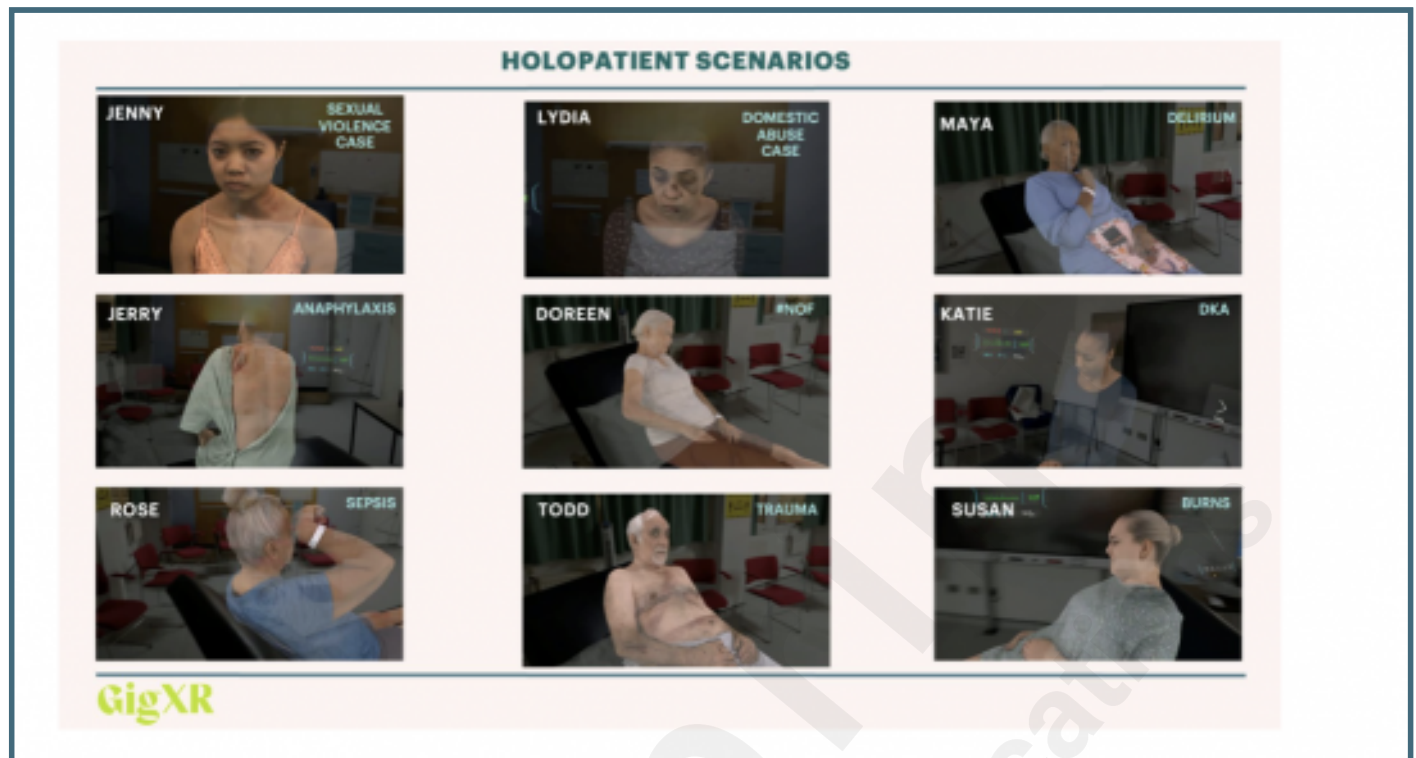 HOLOPATIENT SCENARIOS
JENNY
SEXUAL
VIOLENCE
CASE
LYDIA
DOMESTIC
ABUSE
CASE
MAYA
DELIRIUM
JERRY
ANAPHYLAXIS
DOREEN
#NOF
KATIE
DKA
ROSE
SEPSIS
TODD
TRAUMA
SUSAN
BURNS
GigXR